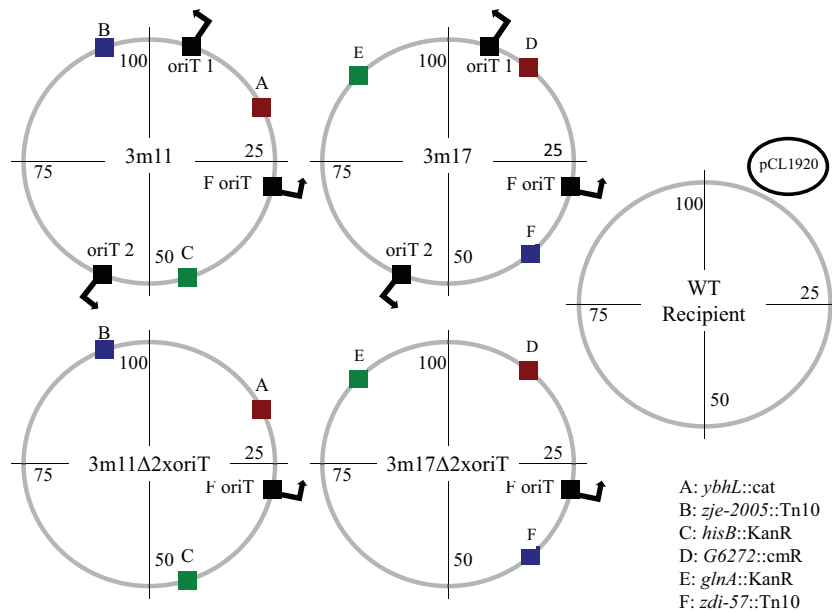 B
100
oriT 1
A
75
3m11
25
F oriT
oriT 2
50
C
E
100
oriT 1
D
75
3m17
25
F oriT
oriT 2
50
F
pCL1920
100
75
WT
Recipient
25
50
B
100
A
75
3m11Δ2xoriT
25
F oriT
50
C
E
100
D
75
3m17Δ2xoriT
25
F oriT
50
F
A: ybhL::cat
B: zje-2005::Tn10
C: hisB::KanR
D: G6272::cmR
E: glnA::KanR
F: zdi-57::Tn10